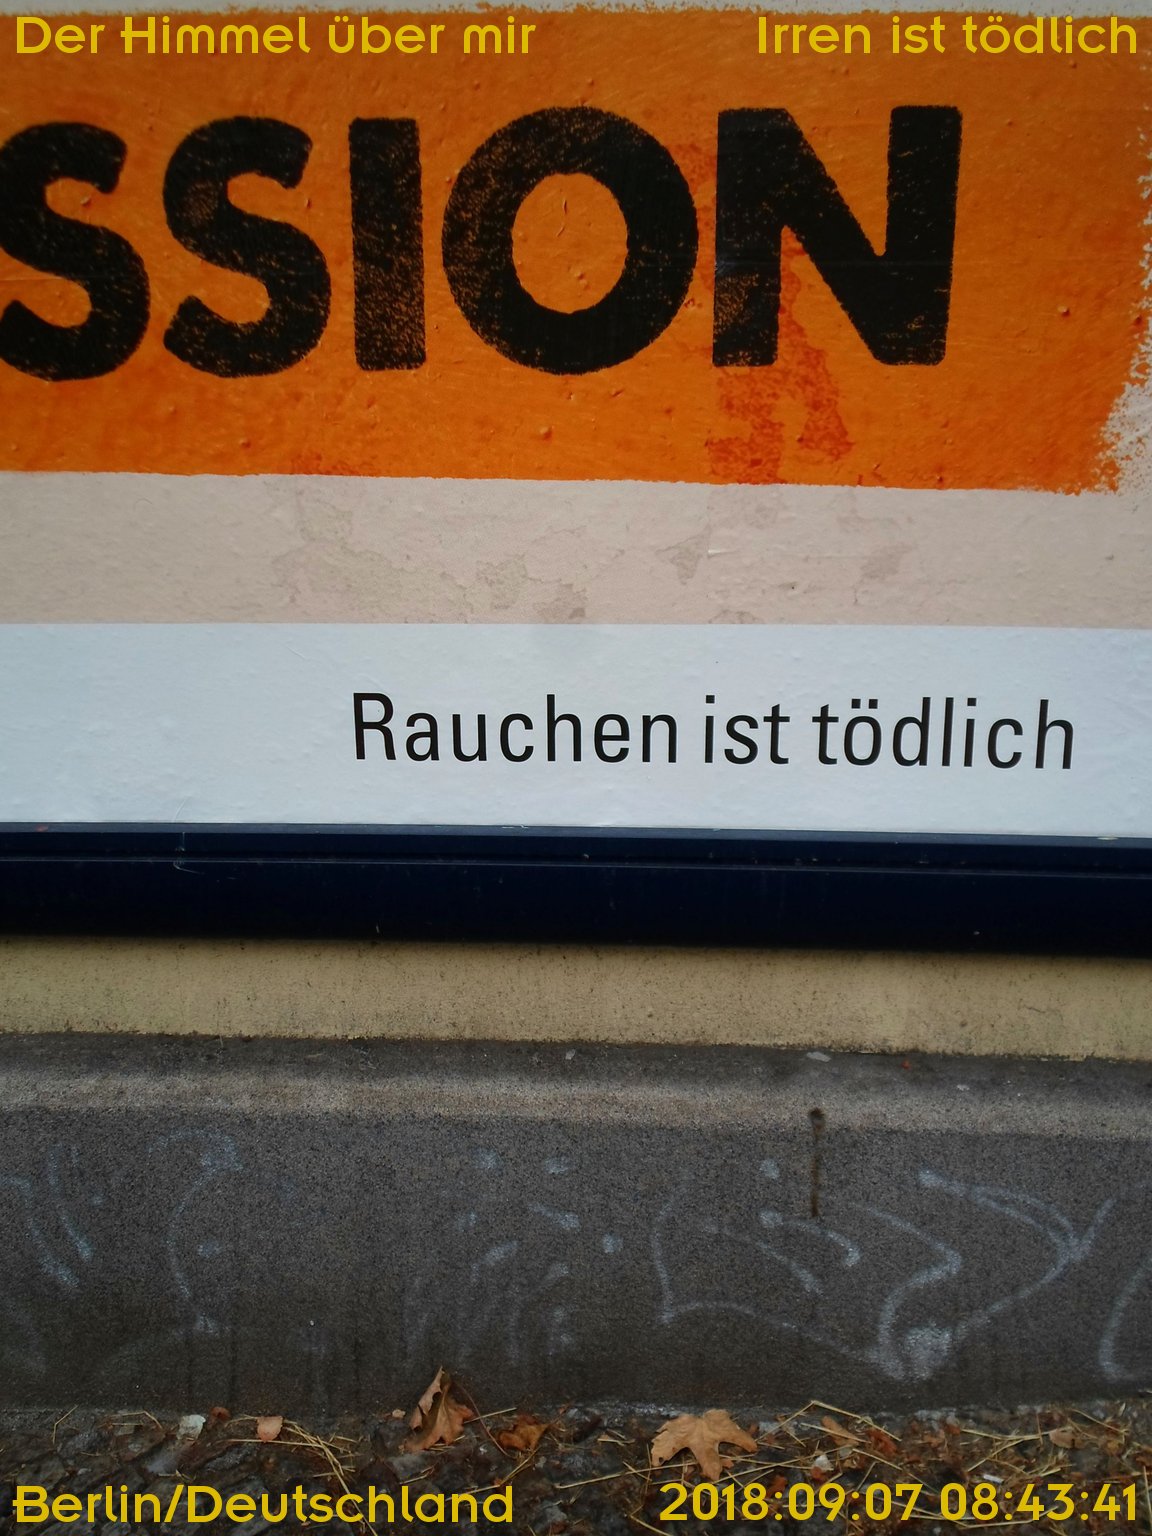 Der Himmel über mir
Irren ist tödlich
SSION
Rauchen ist tödlich
Berlin/Deutschland
2018:09:07 08:43:41